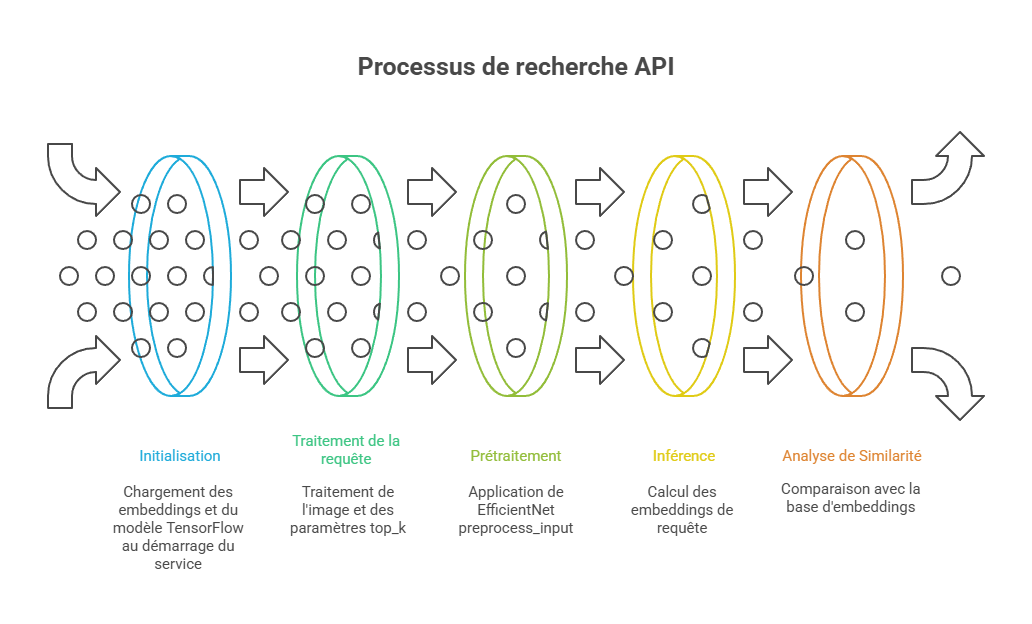 Processus de recherche API
Initialisation
Chargement des
embeddings et du
modèle TensorFlow
au démarrage du
service
Traitement de la
requête
Traitement de
l'image et des
paramètres top_k
Prétraitement
Application de
EfficientNet
preprocess_input
Inférence
Calcul des
embeddings de
requête
Analyse de Similarité
Comparaison avec la
base d'embeddings